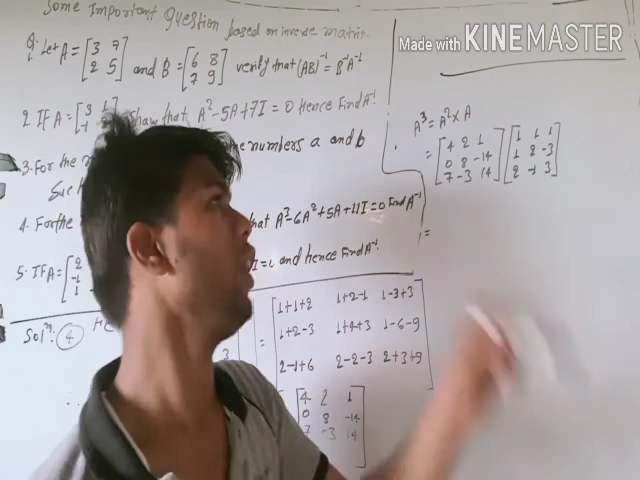 Some Important Question based on inverse matrix.
Q. 1. Let A = [3 7 and B = [6 8 verify that (AB)⁻¹ = B⁻¹A⁻¹
2 5] 7 9]
2. IF A = [3 1 show that A² - 5A + 7I = 0 Hence Find A⁻¹
-1
3. For the numbers a and b
Suc
4. For the that A³ - 6A² + 5A + 11I = 0 Find A⁻¹
5. IF A = [2 I = and hence Find A⁻¹.
-1
1
Solⁿ. (4) He
3
= [1+1+2 1+2-1 1-3+3
1+2-3 1+4+3 1-6-9
2-1+6 2-2-3 2+3+9]
[4 2 1
0 8 -14
7 -3 14]
Made with KINEMASTER
A³ = A² × A
= [4 2 1 [1 1 1
0 8 -14 1 2 -3
7 -3 14] 2 -1 3]
=